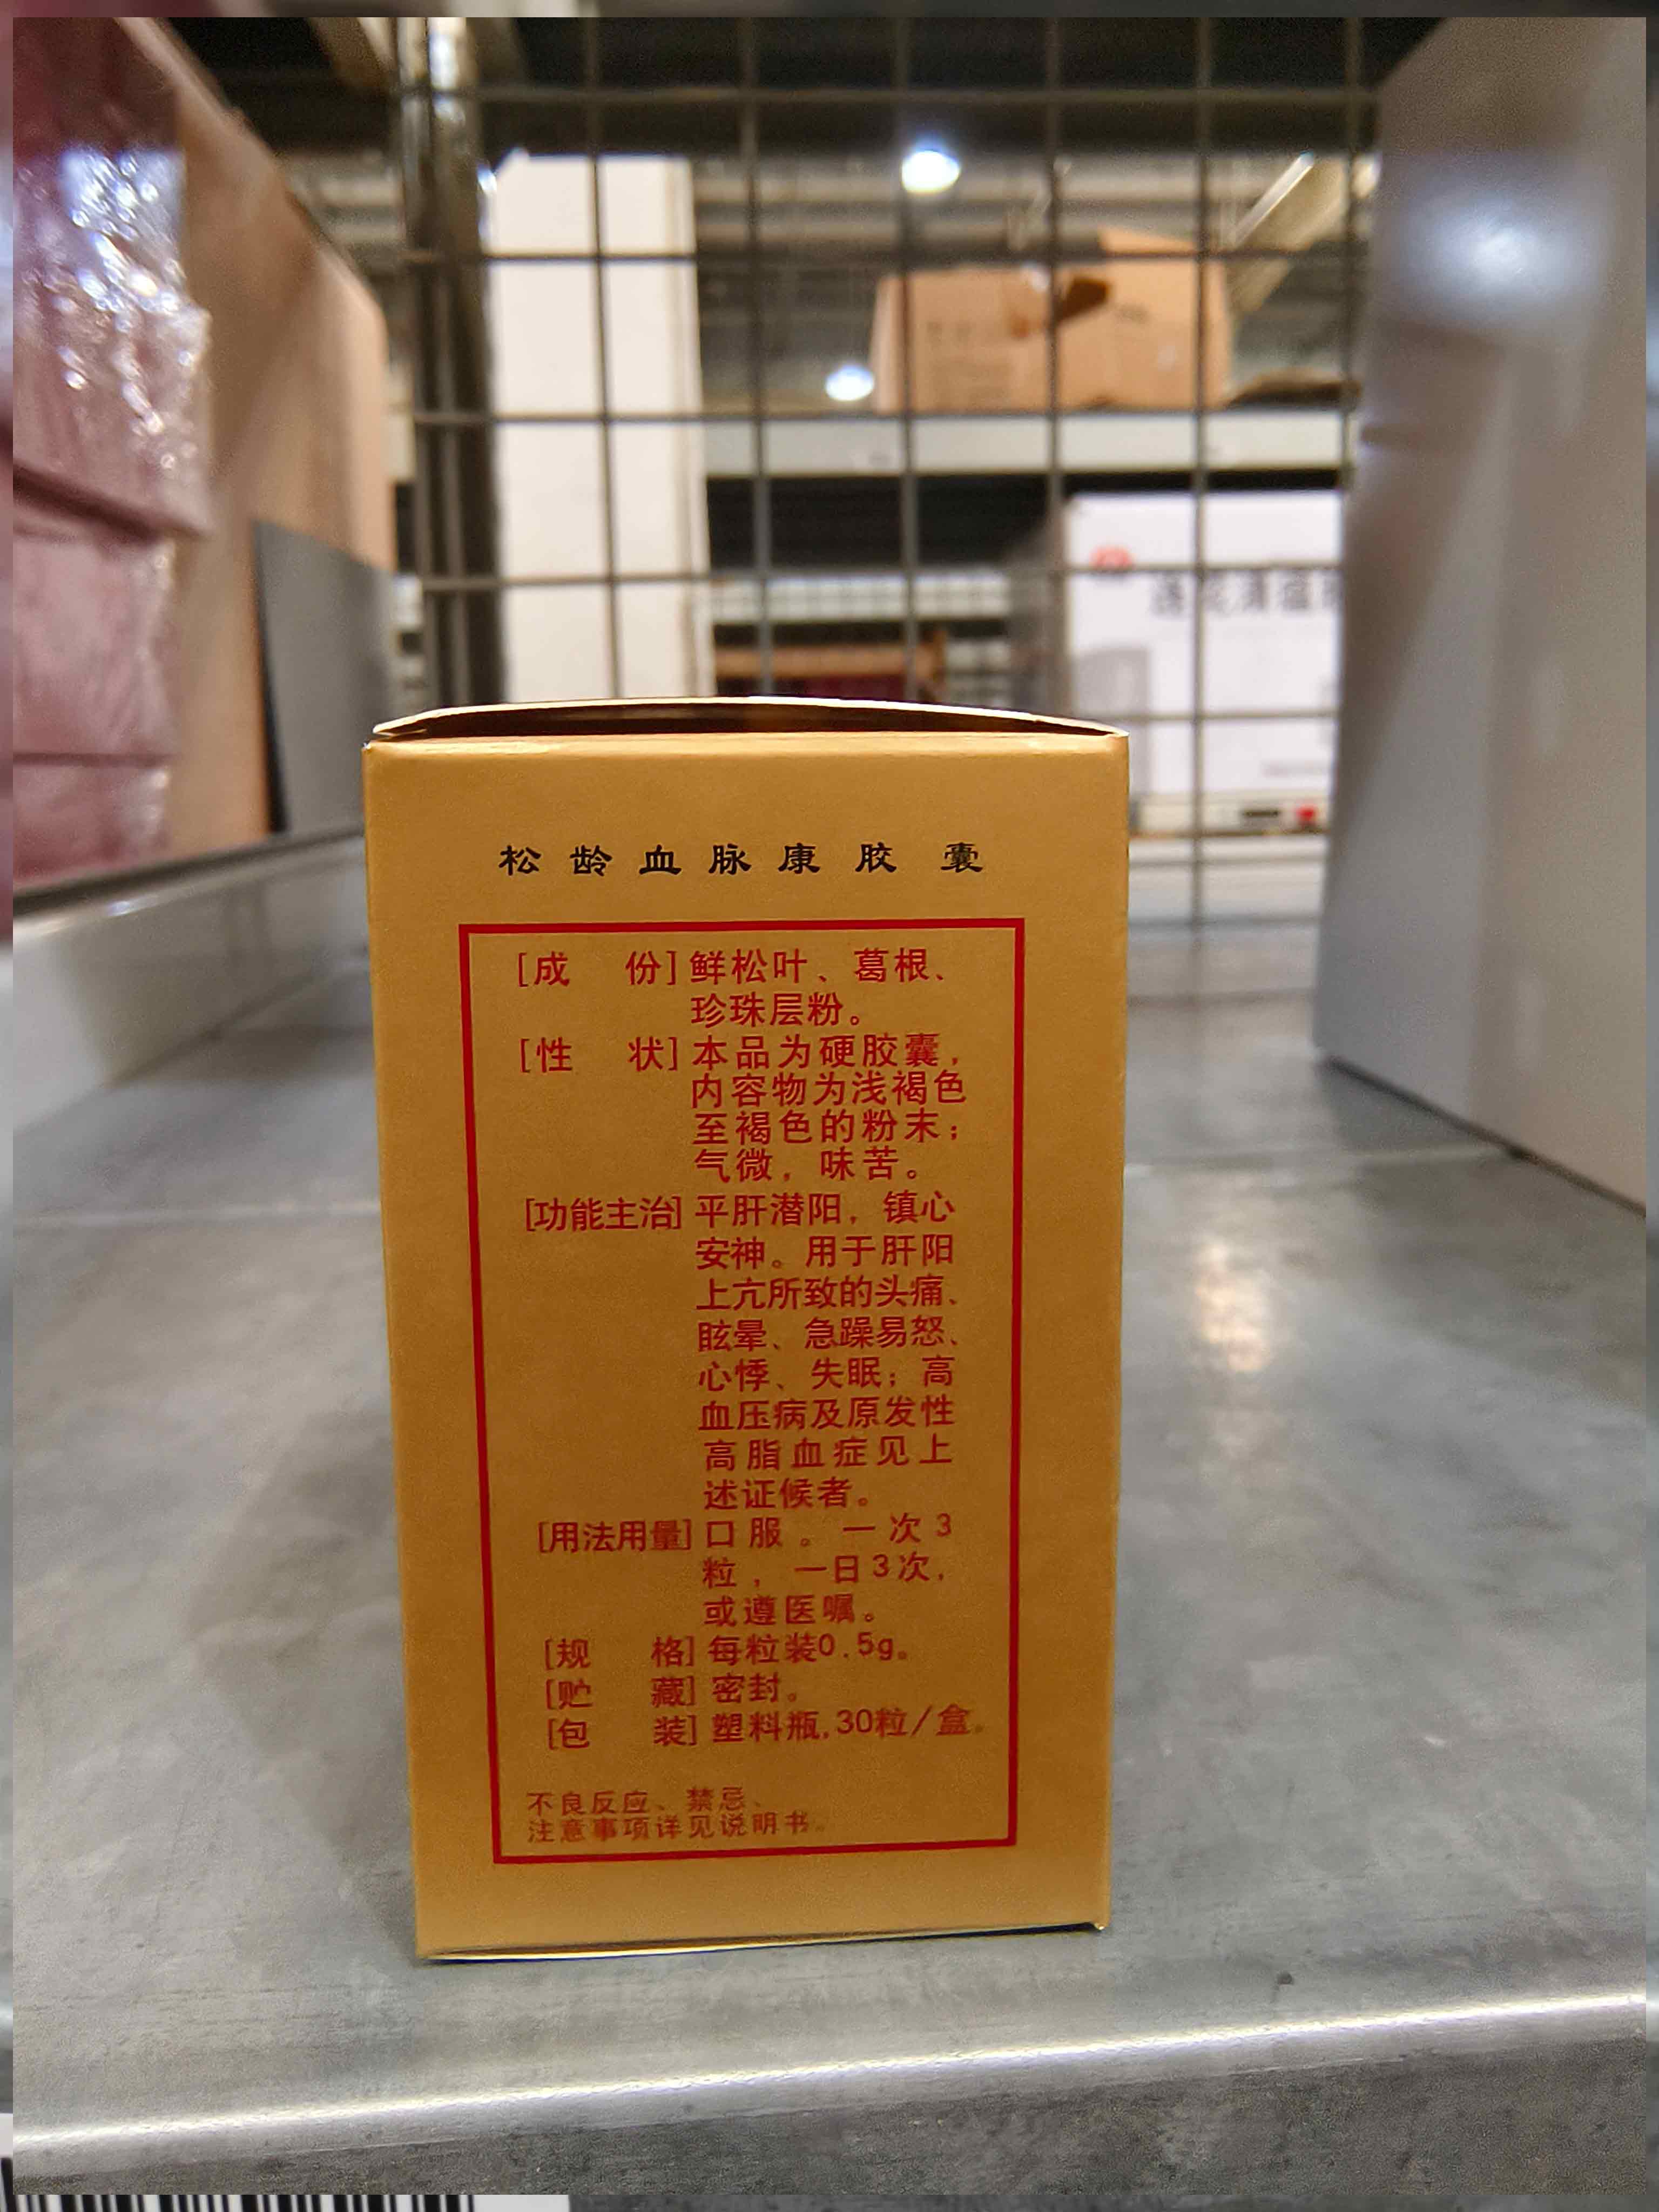 松龄血脉康胶囊
[成 份]鲜松叶、葛根、
珍珠层粉。
[性 状]本品为硬胶囊，
内容物为浅褐色
至褐色的粉末；
气微，味苦。
[功能主治]平肝潜阳，镇心
安神。用于肝阳
上亢所致的头痛、
眩晕、急躁易怒、
心悸、失眠；高
血压病及原发性
高脂血症见上
述证候者。
[用法用量]口服。一次3
粒，一日3次，
或遵医嘱。
[规 格]每粒装0.5g。
[贮 藏]密封。
[包 装]塑料瓶,30粒/盒。
不良反应、禁忌、
注意事项详见说明书。